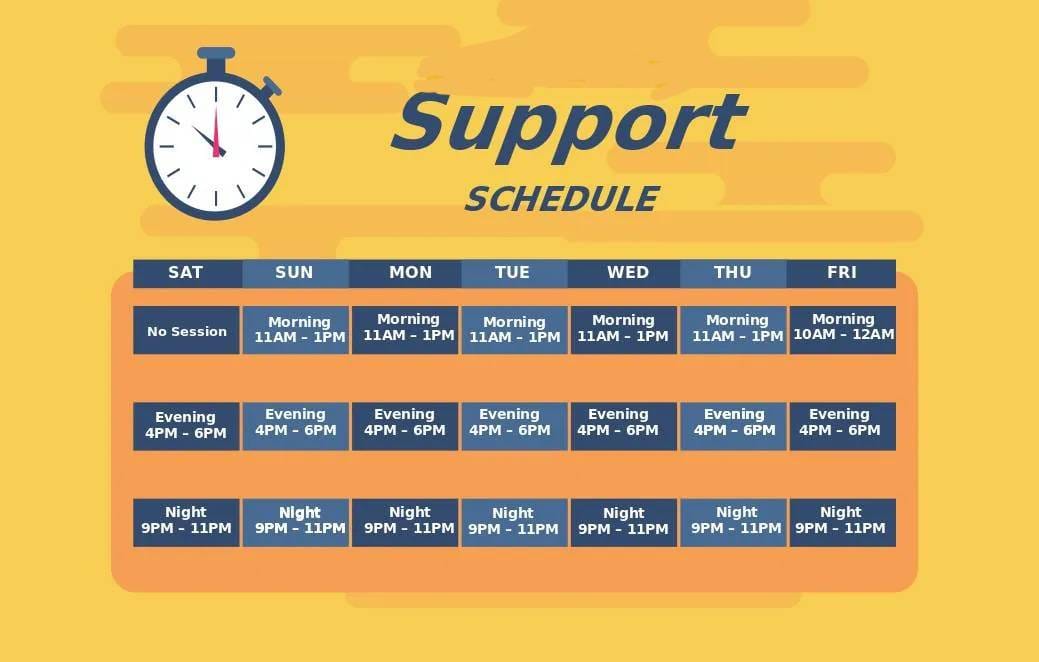 Support
SCHEDULE
SAT SUN MON TUE WED THU FRI
No Session
Morning
11AM – 1PM
Morning
11AM – 1PM
Morning
11AM – 1PM
Morning
11AM – 1PM
Morning
11AM – 1PM
Morning
10AM – 12AM
Evening
4PM – 6PM
Evening
4PM – 6PM
Evening
4PM – 6PM
Evening
4PM – 6PM
Evening
4PM – 6PM
Evening
4PM – 6PM
Evening
4PM – 6PM
Night
9PM – 11PM
Night
9PM – 11PM
Night
9PM – 11PM
Night
9PM – 11PM
Night
9PM – 11PM
Night
9PM – 11PM
Night
9PM – 11PM